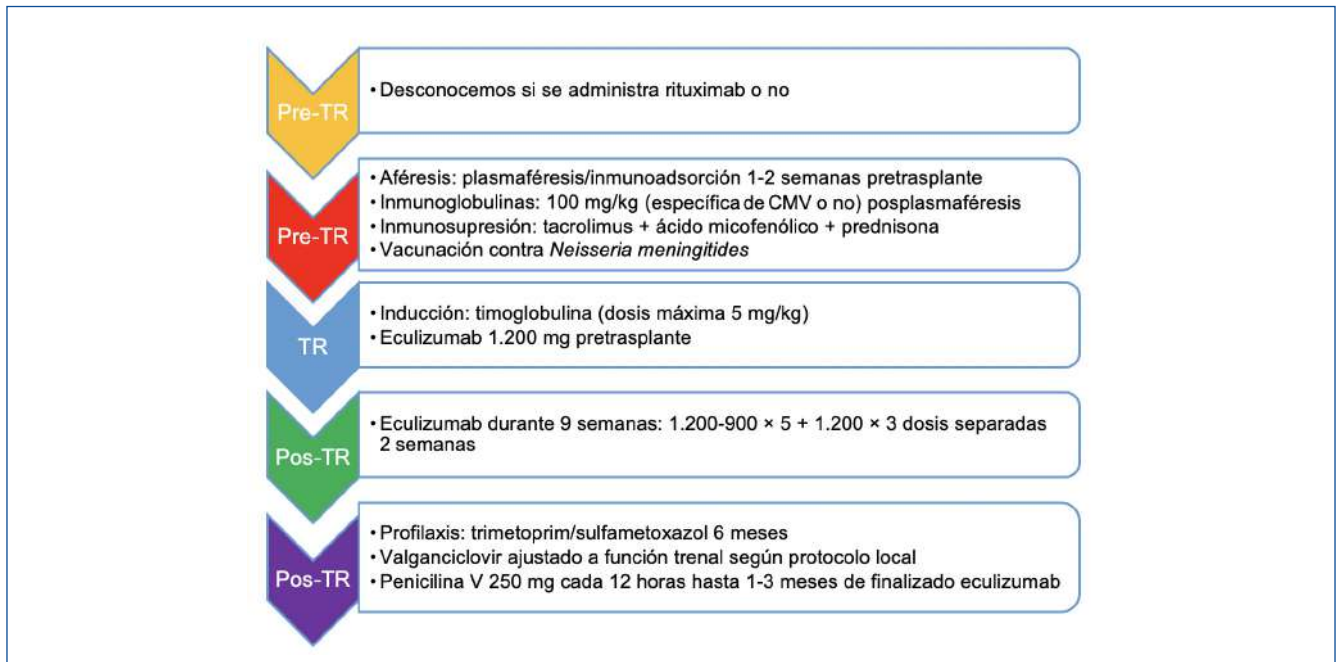 Pre-TR
• Desconocemos si se administra rituximab o no
Pre-TR
• Aféresis: plasmaféresis/inmunoadsorción 1-2 semanas pretrasplante
• Inmunoglobulinas: 100 mg/kg (específica de CMV o no) posplasmaféresis
• Inmunosupresión: tacrolimus + ácido micofenólico + prednisona
• Vacunación contra Neisseria meningitides
TR
• Inducción: timoglobulina (dosis máxima 5 mg/kg)
• Eculizumab 1.200 mg pretrasplante
Pos-TR
• Eculizumab durante 9 semanas: 1.200-900 × 5 + 1.200 × 3 dosis separadas
2 semanas
Pos-TR
• Profilaxis: trimetoprim/sulfametoxazol 6 meses
• Valganciclovir ajustado a función trenal según protocolo local
• Penicilina V 250 mg cada 12 horas hasta 1-3 meses de finalizado eculizumab